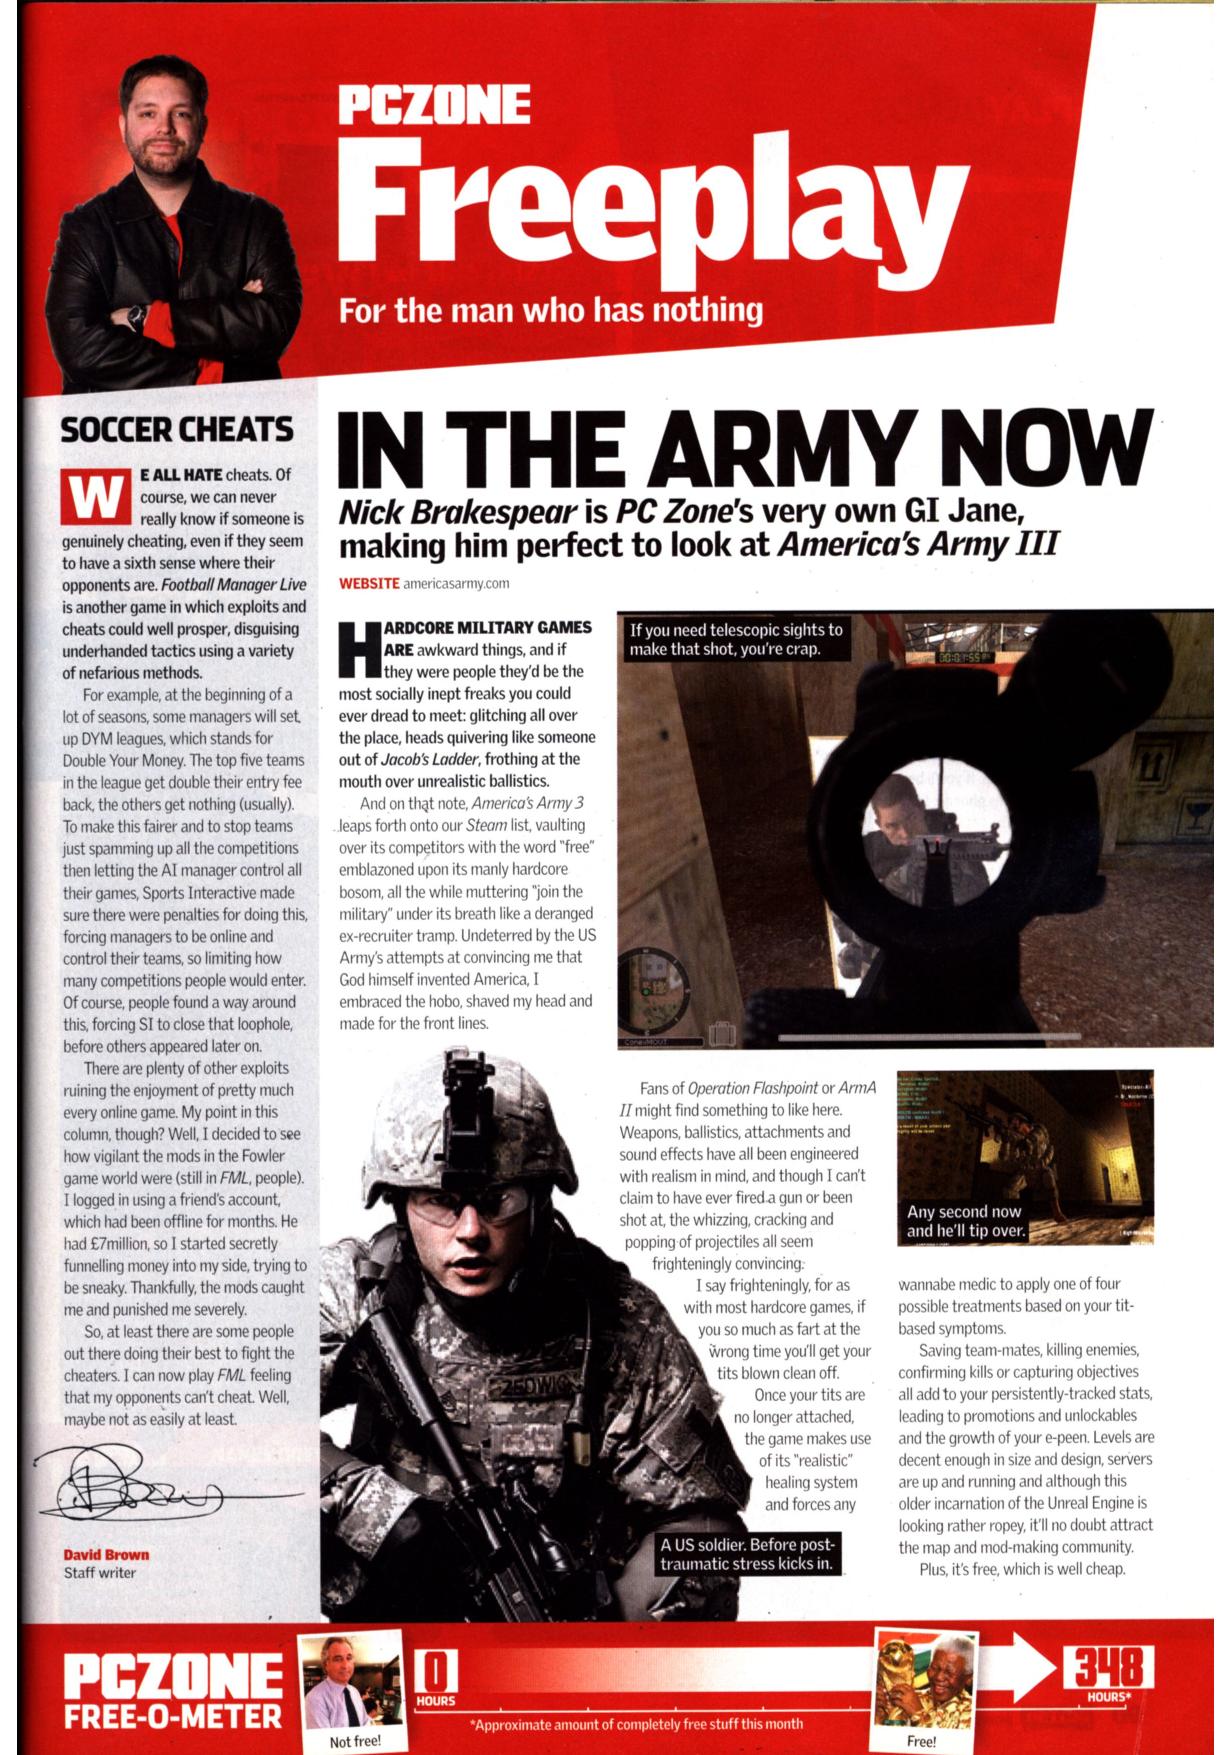 PCZONE
Freeplay
For the man who has nothing
SOCCER CHEATS
WE ALL HATE cheats. Of
course, we can never
really know if someone is
genuinely cheating, even if they seem
to have a sixth sense where their
opponents are. Football Manager Live
is another game in which exploits and
cheats could well prosper, disguising
underhanded tactics using a variety
of nefarious methods.
For example, at the beginning of a
lot of seasons, some managers will set
up DYM leagues, which stands for
Double Your Money. The top five teams
in the league get double their entry fee
back, the others get nothing (usually).
To make this fairer and to stop teams
just spamming up all the competitions
then letting the AI manager control all
their games, Sports Interactive made
sure there were penalties for doing this,
forcing managers to be online and
control their teams, so limiting how
many competitions people would enter.
Of course, people found a way around
this, forcing SI to close that loophole,
before others appeared later on.
There are plenty of other exploits
ruining the enjoyment of pretty much
every online game. My point in this
column, though? Well, I decided to see
how vigilant the mods in the Fowler
game world were (still in FML, people).
I logged in using a friend's account,
which had been offline for months. He
had £7million, so I started secretly
funnelling money into my side, trying to
be sneaky. Thankfully, the mods caught
me and punished me severely.
So, at least there are some people
out there doing their best to fight the
cheaters. I can now play FML feeling
that my opponents can't cheat. Well,
maybe not as easily at least.
David Brown
Staff writer
IN THE ARMY NOW
Nick Brakespear is PC Zone's very own GI Jane,
making him perfect to look at America's Army III
WEBSITE americasarmy.com
HARDCORE MILITARY GAMES
ARE awkward things, and if
they were people they'd be the
most socially inept freaks you could
ever dread to meet: glitching all over
the place, heads quivering like someone
out of Jacob's Ladder, frothing at the
mouth over unrealistic ballistics.
And on that note, America's Army 3
leaps forth onto our Steam list, vaulting
over its competitors with the word "free"
emblazoned upon its manly hardcore
bosom, all the while muttering "join the
military" under its breath like a deranged
ex-recruiter tramp. Undeterred by the US
Army's attempts at convincing me that
God himself invented America, I
embraced the hobo, shaved my head and
made for the front lines.
If you need telescopic sights to
make that shot, you're crap.
ZEDWICK
A US soldier. Before post-
traumatic stress kicks in.
Fans of Operation Flashpoint or ArmA
II might find something to like here.
Weapons, ballistics, attachments and
sound effects have all been engineered
with realism in mind, and though I can't
claim to have ever fired a gun or been
shot at, the whizzing, cracking and
popping of projectiles all seem
frighteningly convincing.
I say frighteningly, for as
with most hardcore games, if
you so much as fart at the
wrong time you'll get your
tits blown clean off.
Once your tits are
no longer attached,
the game makes use
of its "realistic"
healing system
and forces any
Any second now
and he'll tip over.
wannabe medic to apply one of four
possible treatments based on your tit-
based symptoms.
Saving team-mates, killing enemies,
confirming kills or capturing objectives
all add to your persistently-tracked stats,
leading to promotions and unlockables
and the growth of your e-peen. Levels are
decent enough in size and design, servers
are up and running and although this
older incarnation of the Unreal Engine is
looking rather ropey, it'll no doubt attract
the map and mod-making community.
Plus, it's free, which is well cheap.
PCZONE
FREE-O-METER
Not free!
0
HOURS
*Approximate amount of completely free stuff this month
Free!
348
HOURS*